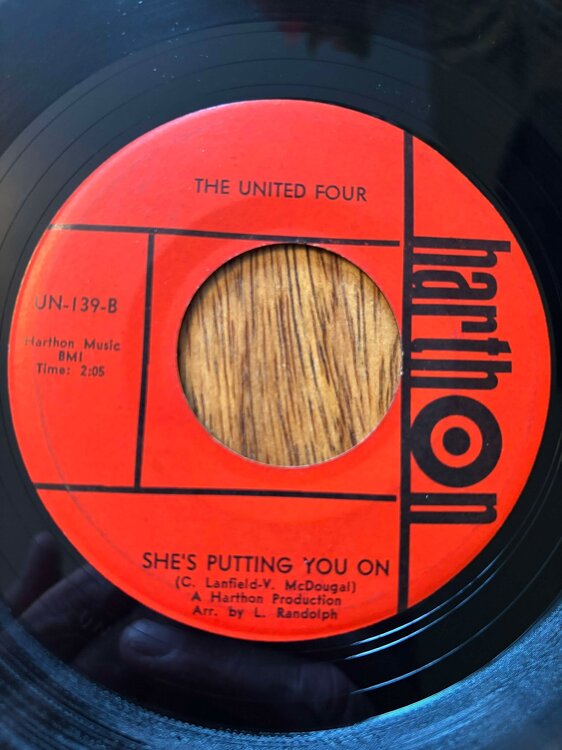 THE UNITED FOUR
harthon
UN-139-B
Harthon Music
BMI
Time: 2:05
SHE'S PUTTING YOU ON
(C. Lanfield-V. McDougal)
A Harthon Production
Arr. by L. Randolph